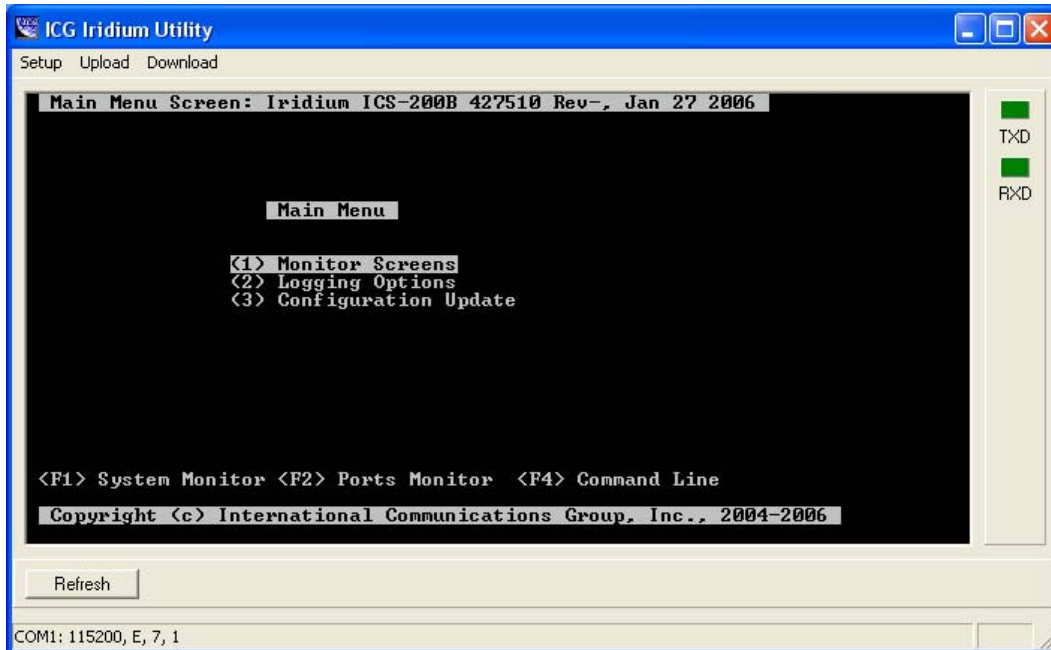 ICG Iridium Utility
Setup Upload Download
Main Menu Screen: Iridium ICS-200B 427510 Rev-, Jan 27 2006
TXD
RXD
Main Menu
(1) Monitor Screens
(2) Logging Options
(3) Configuration Update
<F1> System Monitor <F2> Ports Monitor <F4> Command Line
Copyright (c) International Communications Group, Inc., 2004-2006
Refresh
COM1: 115200, E, 7, 1